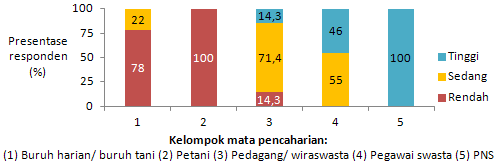 Presentase
responden
(%)
100
75
50
25
0
22
78
100
14,3
71,4
14,3
46
55
100
Tinggi
Sedang
Rendah
1 2 3 4 5
Kelompok mata pencaharian:
(1) Buruh harian/ buruh tani (2) Petani (3) Pedagang/ wiraswasta (4) Pegawai swasta (5) PNS